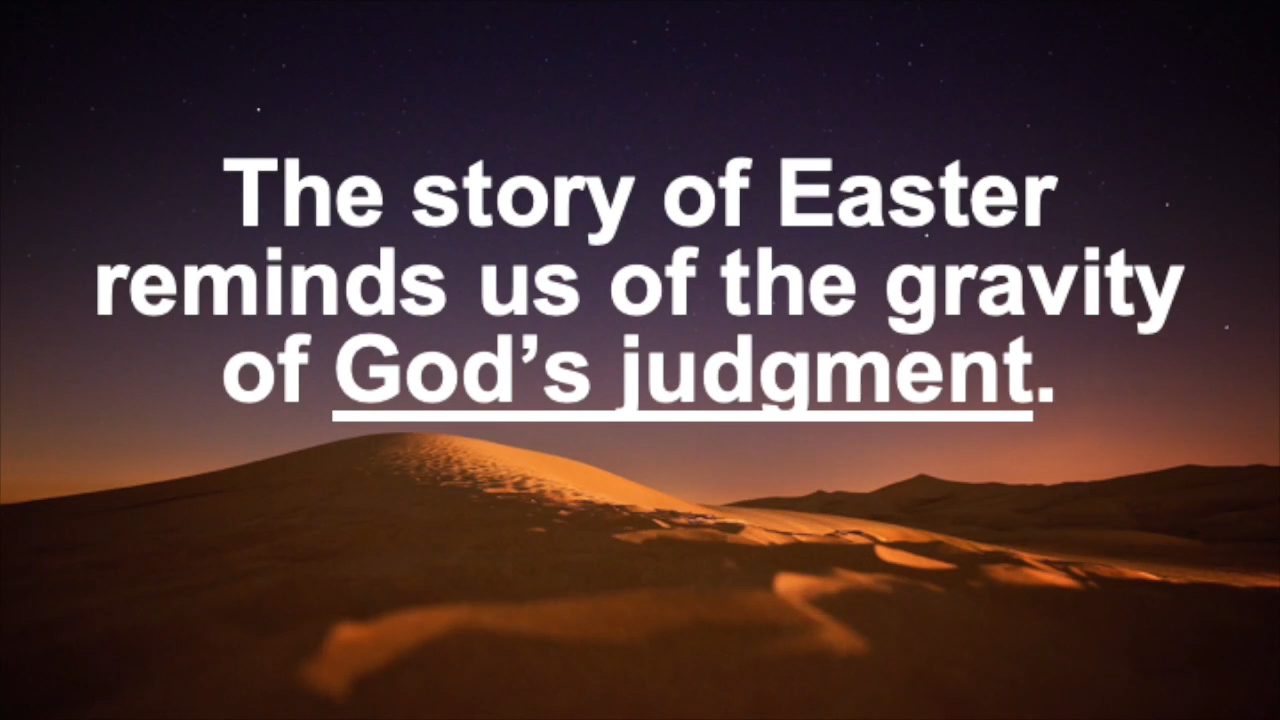 The story of Easter
reminds us of the gravity
of God’s judgment.